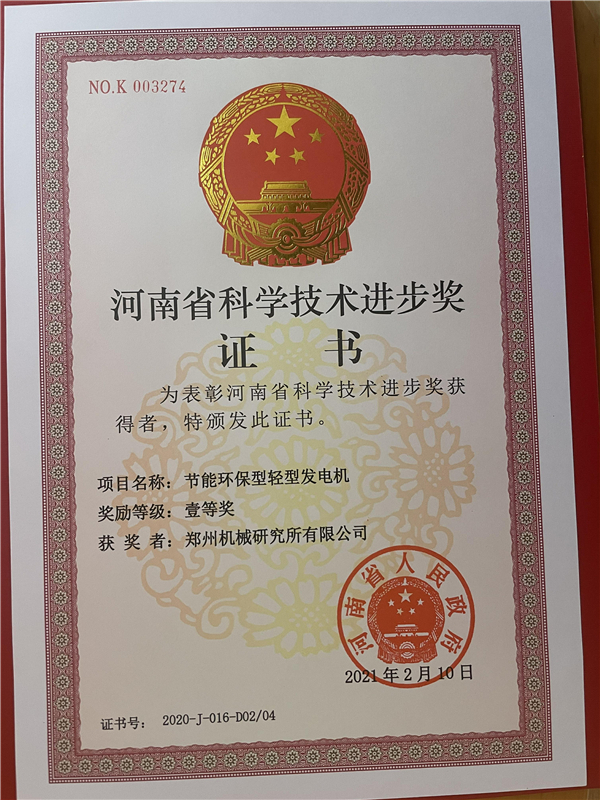 NO.K 003274
河南省科学技术进步奖
证 书
为表彰河南省科学技术进步奖获
得者，特颁发此证书。
项目名称：节能环保型轻型发电机
奖励等级：壹等奖
获 奖 者：郑州机械研究所有限公司
河南省人民政府
2021年2月10日
证书号： 2020-J-016-D02/04